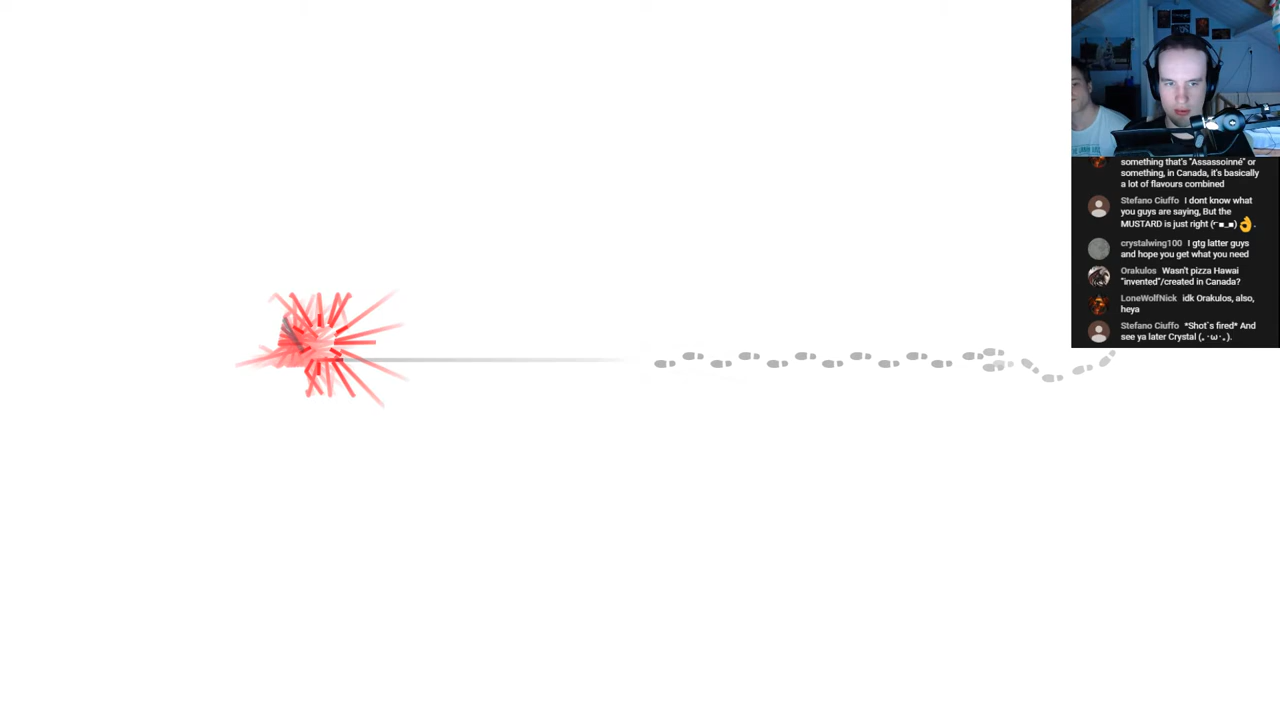 something that's "Assassoinné" or
something, in Canada, it's basically
a lot of flavours combined
Stefano Ciuffo I dont know what
you guys are saying, But the
MUSTARD is just right (•̀■_■) 👌.
crystalwing100 I gtg latter guys
and hope you get what you need
Orakulos Wasn't pizza Hawai
"invented"/created in Canada?
LoneWolfNick idk Orakulos, also,
heya
Stefano Ciuffo *Shot`s fired* And
see ya later Crystal (｡･ω･｡).